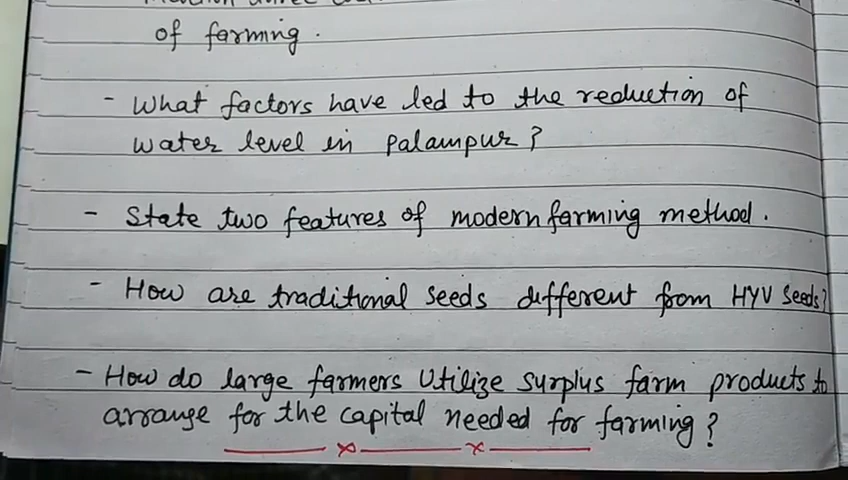 of farming.
- What factors have led to the reduction of
water level in palampur?
- State two features of modern farming method.
- How are traditional seeds different from HYV seeds?
- How do large farmers Utilize surplus farm products to
arrange for the capital needed for farming?